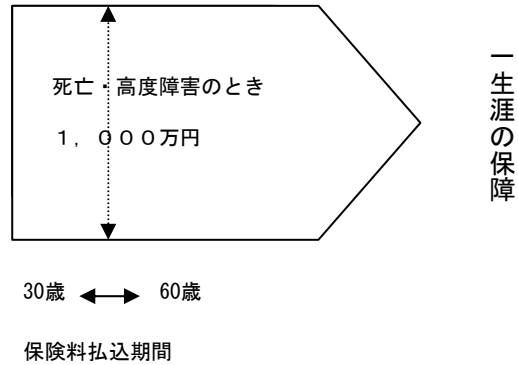 死亡・高度障害のとき
１，０００万円
一生涯の保障
30歳 60歳
保険料払込期間